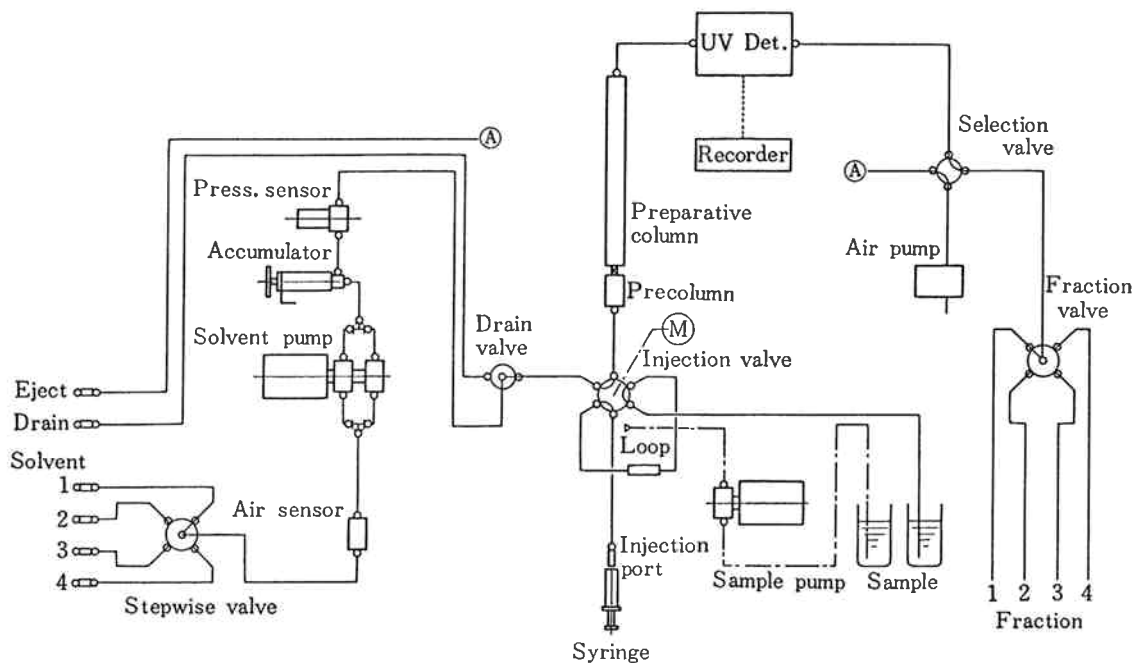 UV Det.
Recorder
Selection
valve
A
A
Press. sensor
Accumulator
Preparative
column
Air pump
Precolumn
Fraction
valve
Solvent pump
Drain
valve
M
Injection valve
Eject
Drain
Loop
Solvent
1
2
3
4
Air sensor
Stepwise valve
Injection
port
Sample pump
Sample
Syringe
1 2 3 4
Fraction